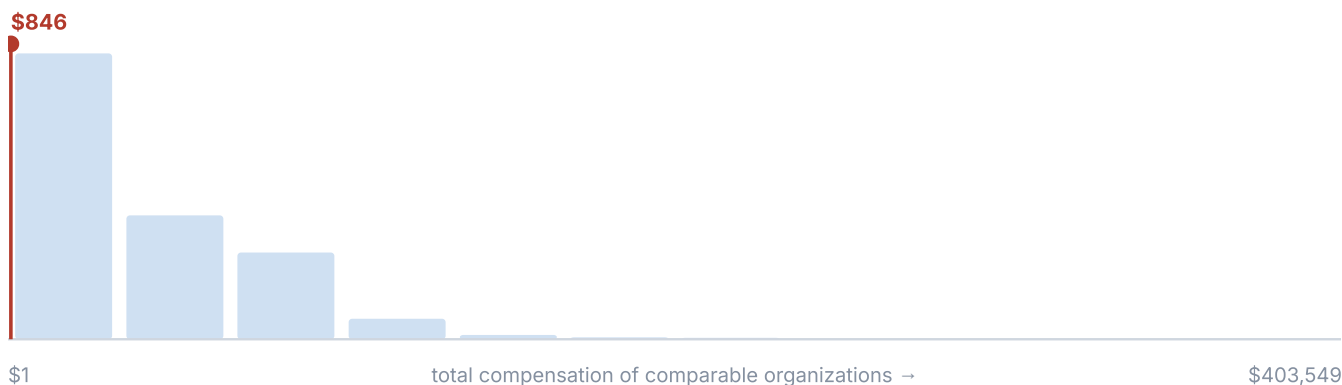 $846
$1 total compensation of comparable organizations → $403,549